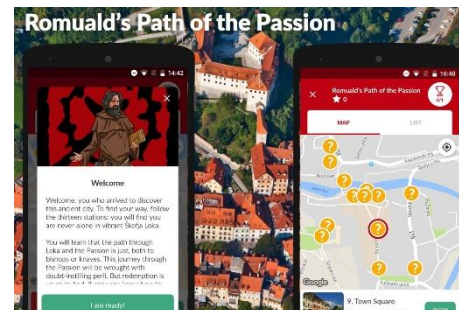 Romuald's Path of the Passion
14:42
Welcome
Welcome, you who arrived to discover
this ancient city. To find your way, follow
the thirteen stations; you will find you
are never alone in vibrant Škofja Loka.
You will learn that the path through
Loka and the Passion is just, both to
bishops or knaves. This journey through
the Passion will be wrought with
doubt-instilling peril. But redemption is
I am ready!
16:40
Romuald's Path of the Passion
0
MAP
LIST
?
?
?
?
?
?
?
?
?
?
?
?
Google
9. Town Square